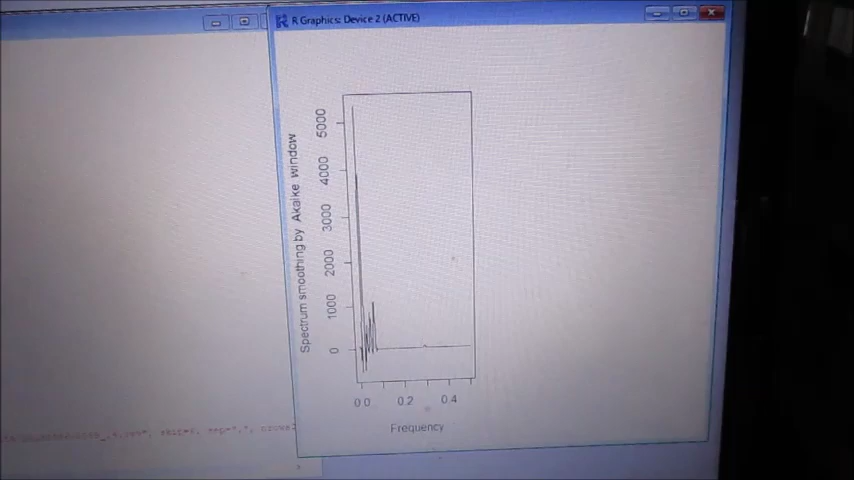 R Graphics: Device 2 (ACTIVE)
Spectrum smoothing by Akaike window
5000
4000
3000
2000
1000
0
0.0 0.2 0.4
Frequency